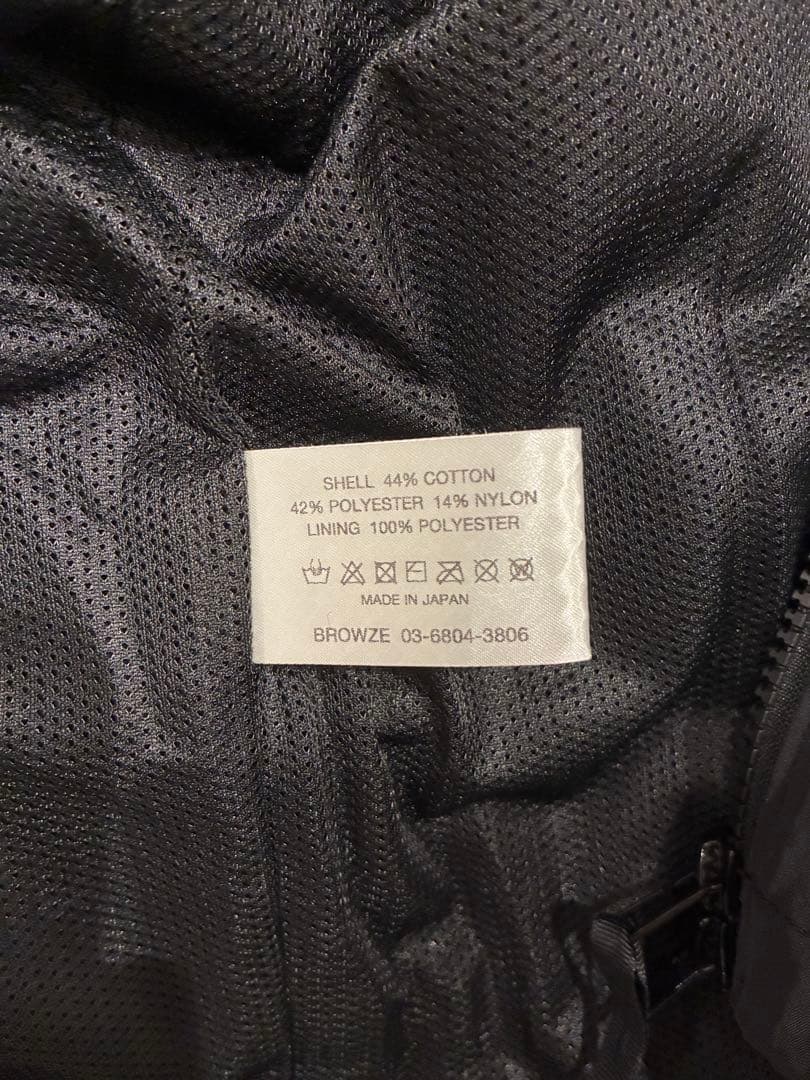 SHELL 44% COTTON
42% POLYESTER 14% NYLON
LINING 100% POLYESTER
MADE IN JAPAN
BROWZE 03-6804-3806